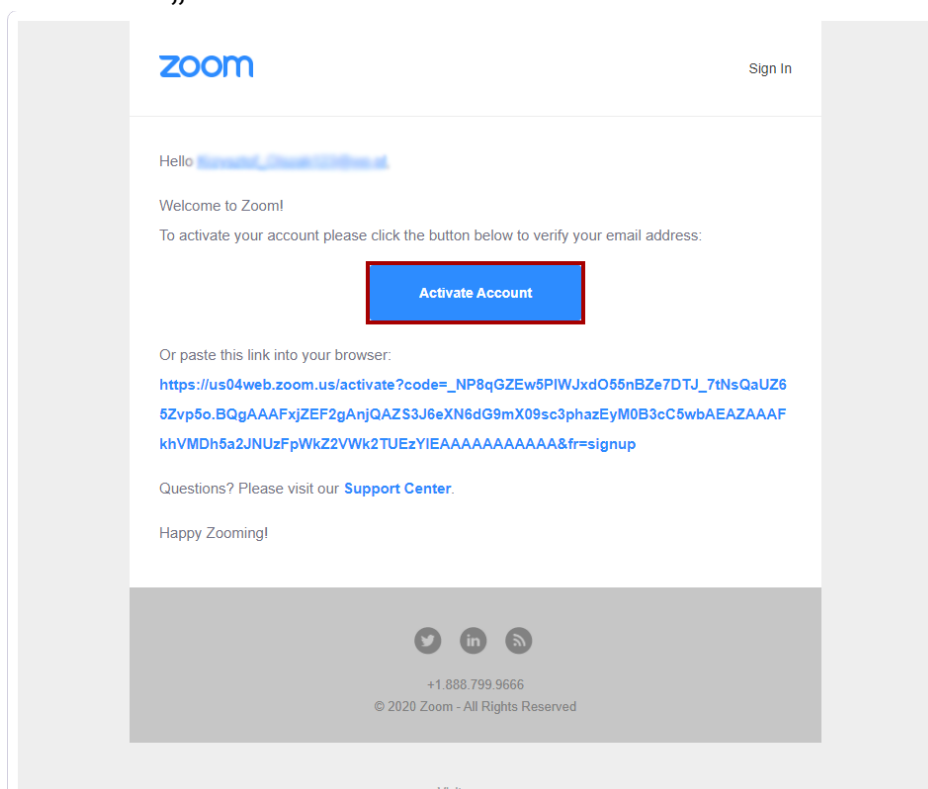 ”
zoom
Sign In
Hello
Welcome to Zoom!
To activate your account please click the button below to verify your email address:
Activate Account
Or paste this link into your browser:
https://us04web.zoom.us/activate?code=_NP8qGZEw5PIWJxdO55nBZe7DTJ_7tNsQaUZ6
5Zvp5o.BQgAAAFxjZEF2gAnjQAZS3J6eXN6dG9mX09sc3phazEyM0B3cC5wbAEAZAAAF
khVMDh5a2JNUzFpWkZ2VWk2TUEzYIEAAAAAAAAAAA&fr=signup
Questions? Please visit our Support Center.
Happy Zooming!
in
+1.888.799.9666
© 2020 Zoom - All Rights Reserved